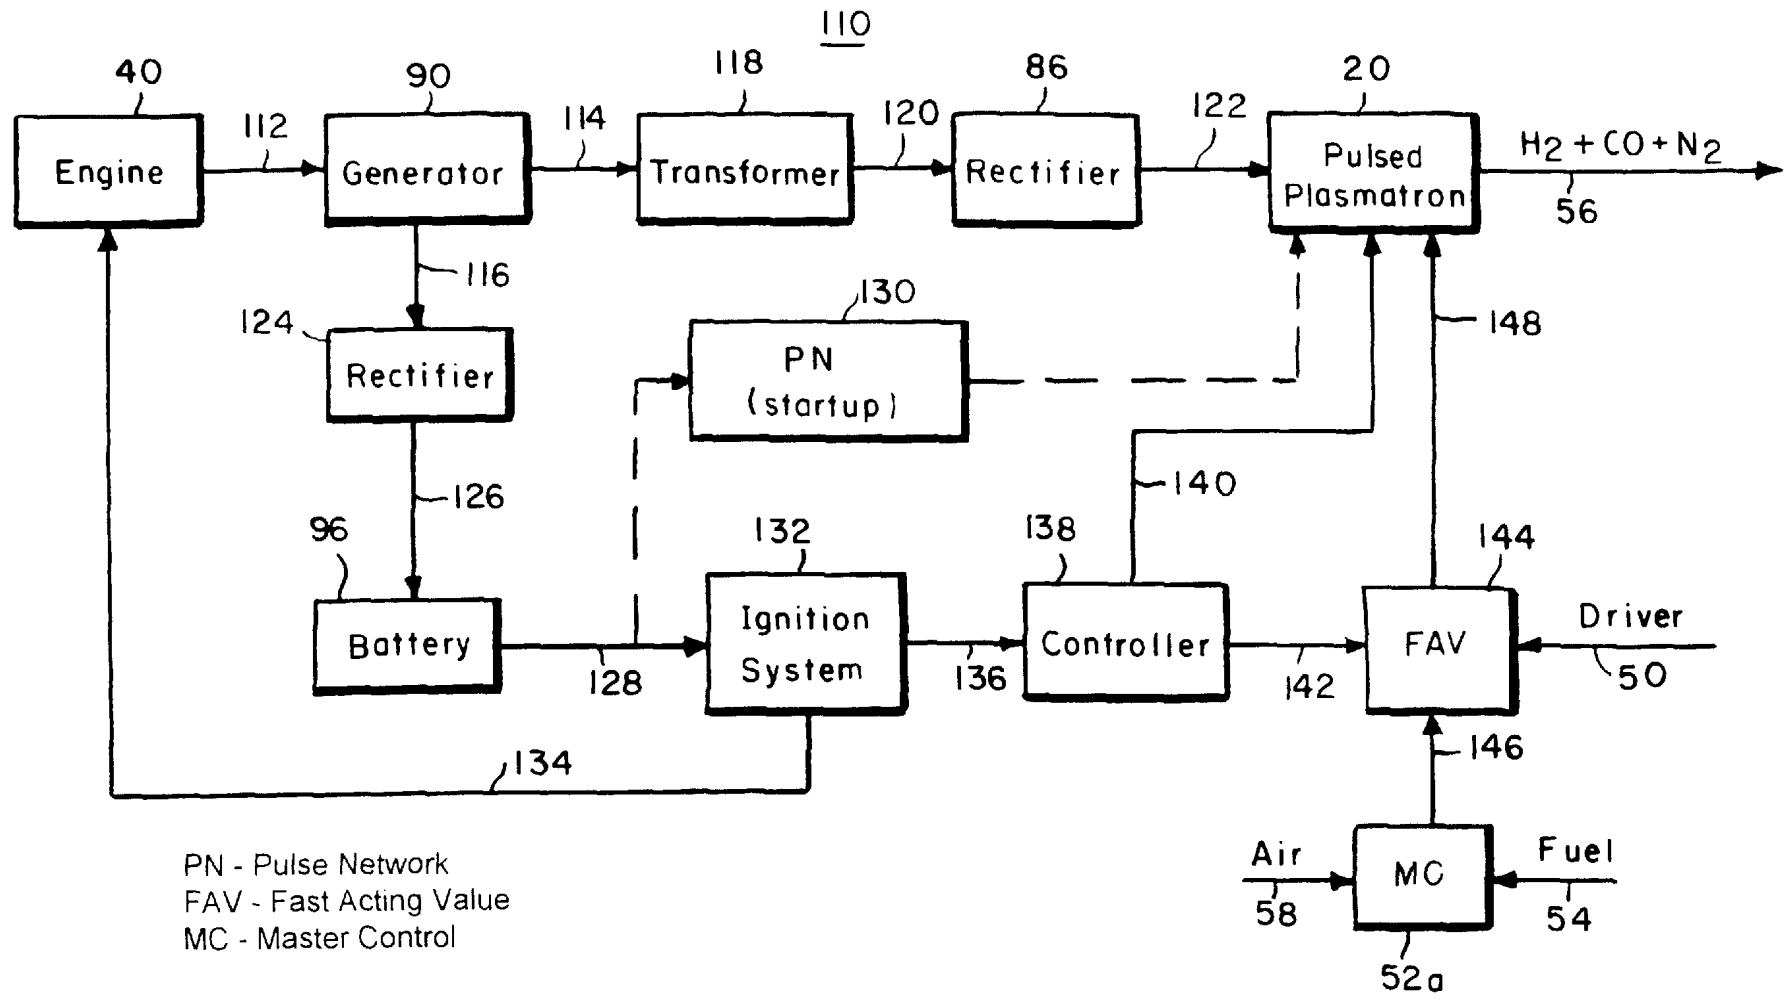 110
40
90
118
86
20
112
114
120
122
Engine
Generator
Transformer
Rectifier
Pulsed
Plasmatron
H2 + CO + N2
56
116
124
Rectifier
130
PN
(startup)
148
126
140
96
132
138
144
Battery
128
Ignition
System
136
Controller
142
FAV
Driver
50
134
146
Air
58
MC
Fuel
54
52a
PN - Pulse Network
FAV - Fast Acting Value
MC - Master Control